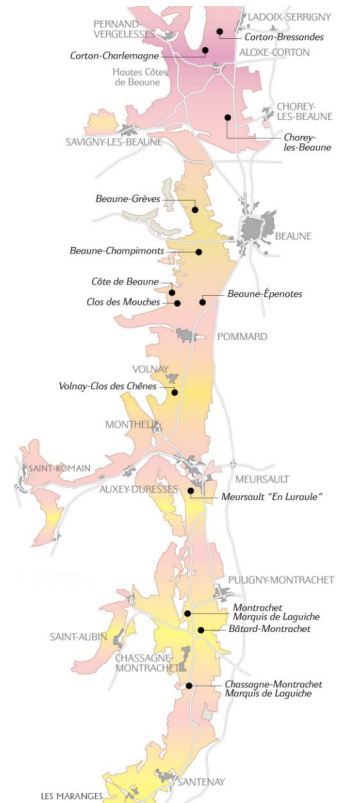 PERNAND-
VERGELESSES
LADOIX-SERRIGNY
Corton-Bressandes
Corton-Charlemagne
ALOXE-CORTON
Hautes Côtes
de Beaune
CHOREY-
LES-BEAUNE
SAVIGNY-LES-BEAUNE
Chorey-
les-Beaune
Beaune-Grèves
BEAUNE
Beaune-Champimonts
Côte de Beaune
Clos des Mouches
Beaune-Épenotes
POMMARD
VOLNAY
Volnay-Clos des Chênes
MONTHELIE
SAINT-ROMAIN
MEURSAULT
AUXEY-DURESSES
Meursault "En Luraule"
PULIGNY-MONTRACHET
Montrachet
Marquis de Laguiche
Bâtard-Montrachet
SAINT-AUBIN
CHASSAGNE-
MONTRACHET
Chassagne-Montrachet
Marquis de Laguiche
SANTENAY
LES MARANGES